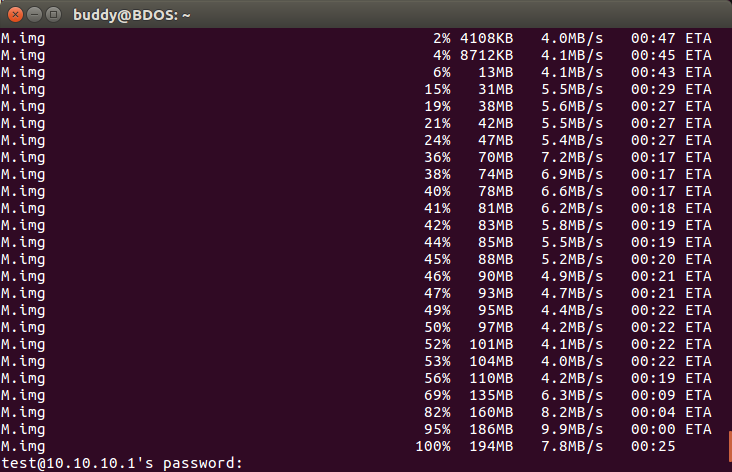 buddy@BDOS: ~
M.img 2% 4108KB 4.0MB/s 00:47 ETA
M.img 4% 8712KB 4.1MB/s 00:45 ETA
M.img 6% 13MB 4.1MB/s 00:43 ETA
M.img 15% 31MB 5.5MB/s 00:29 ETA
M.img 19% 38MB 5.6MB/s 00:27 ETA
M.img 21% 42MB 5.5MB/s 00:27 ETA
M.img 24% 47MB 5.4MB/s 00:27 ETA
M.img 36% 70MB 7.2MB/s 00:17 ETA
M.img 38% 74MB 6.9MB/s 00:17 ETA
M.img 40% 78MB 6.6MB/s 00:17 ETA
M.img 41% 81MB 6.2MB/s 00:18 ETA
M.img 42% 83MB 5.8MB/s 00:19 ETA
M.img 44% 85MB 5.5MB/s 00:19 ETA
M.img 45% 88MB 5.2MB/s 00:20 ETA
M.img 46% 90MB 4.9MB/s 00:21 ETA
M.img 47% 93MB 4.7MB/s 00:21 ETA
M.img 49% 95MB 4.4MB/s 00:22 ETA
M.img 50% 97MB 4.2MB/s 00:22 ETA
M.img 52% 101MB 4.1MB/s 00:22 ETA
M.img 53% 104MB 4.0MB/s 00:22 ETA
M.img 56% 110MB 4.2MB/s 00:19 ETA
M.img 69% 135MB 6.3MB/s 00:09 ETA
M.img 82% 160MB 8.2MB/s 00:04 ETA
M.img 95% 186MB 9.9MB/s 00:00 ETA
M.img 100% 194MB 7.8MB/s 00:25
test@10.10.10.1's password: